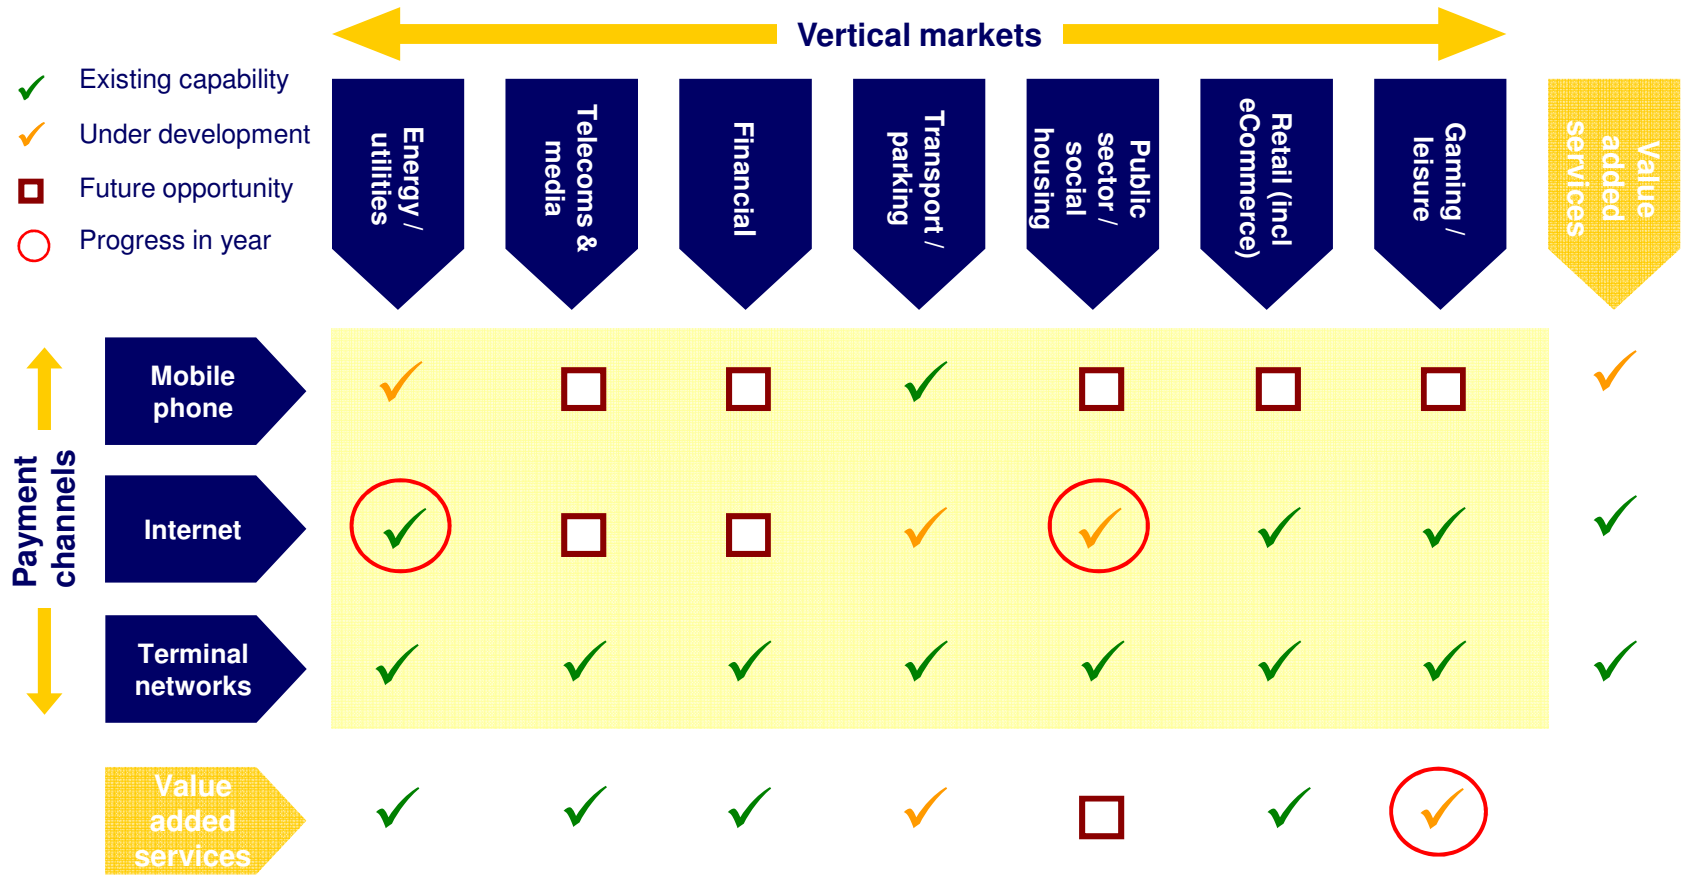 Vertical markets
Existing capability
Under development
Future opportunity
Progress in year
Energy /
utilities
Telecoms &
media
Financial
Transport /
parking
Public
sector /
social
housing
Retail (incl
eCommerce)
Gaming /
leisure
Value
added
services
Payment
channels
Mobile
phone
Internet
Terminal
networks
Value
added
services